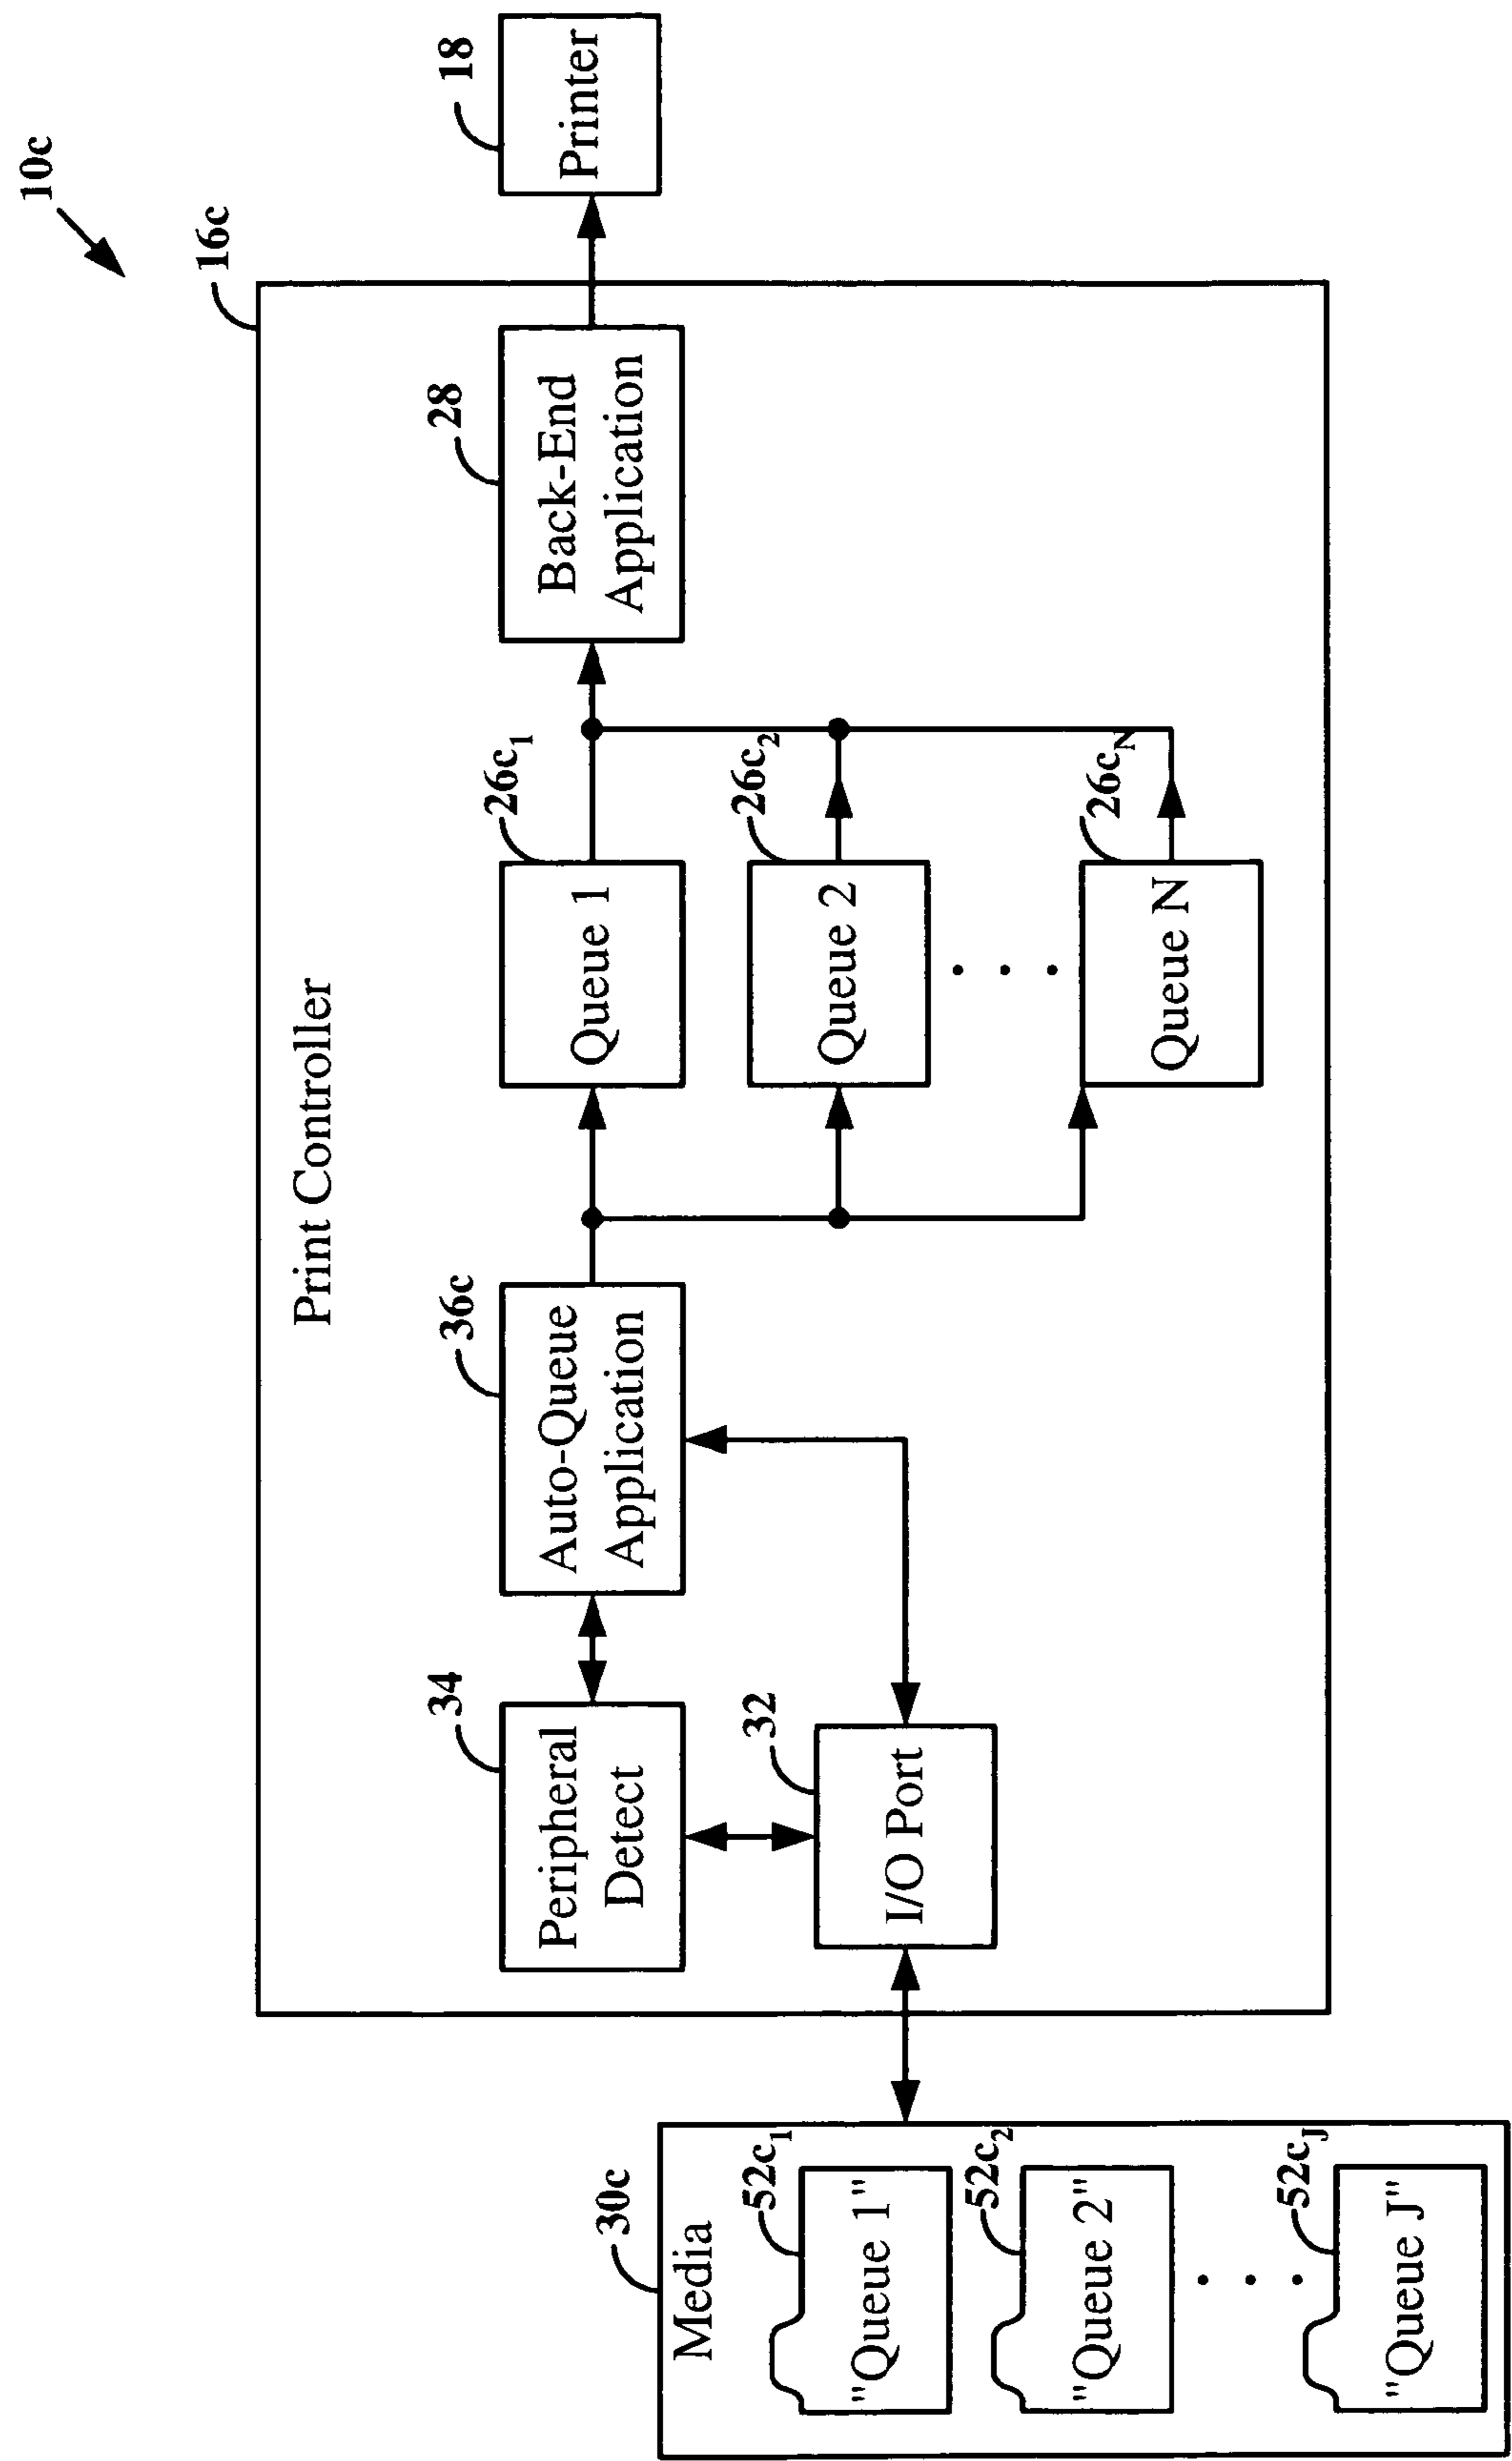 10c
16c
Print Controller
30c
Media
52c1
"Queue 1"
52c2
"Queue 2"
. . .
52cJ
"Queue J"
34
Peripheral
Detect
32
I/O Port
36c
Auto-Queue
Application
26c1
Queue 1
26c2
Queue 2
. . .
26cN
Queue N
28
Back-End
Application
18
Printer